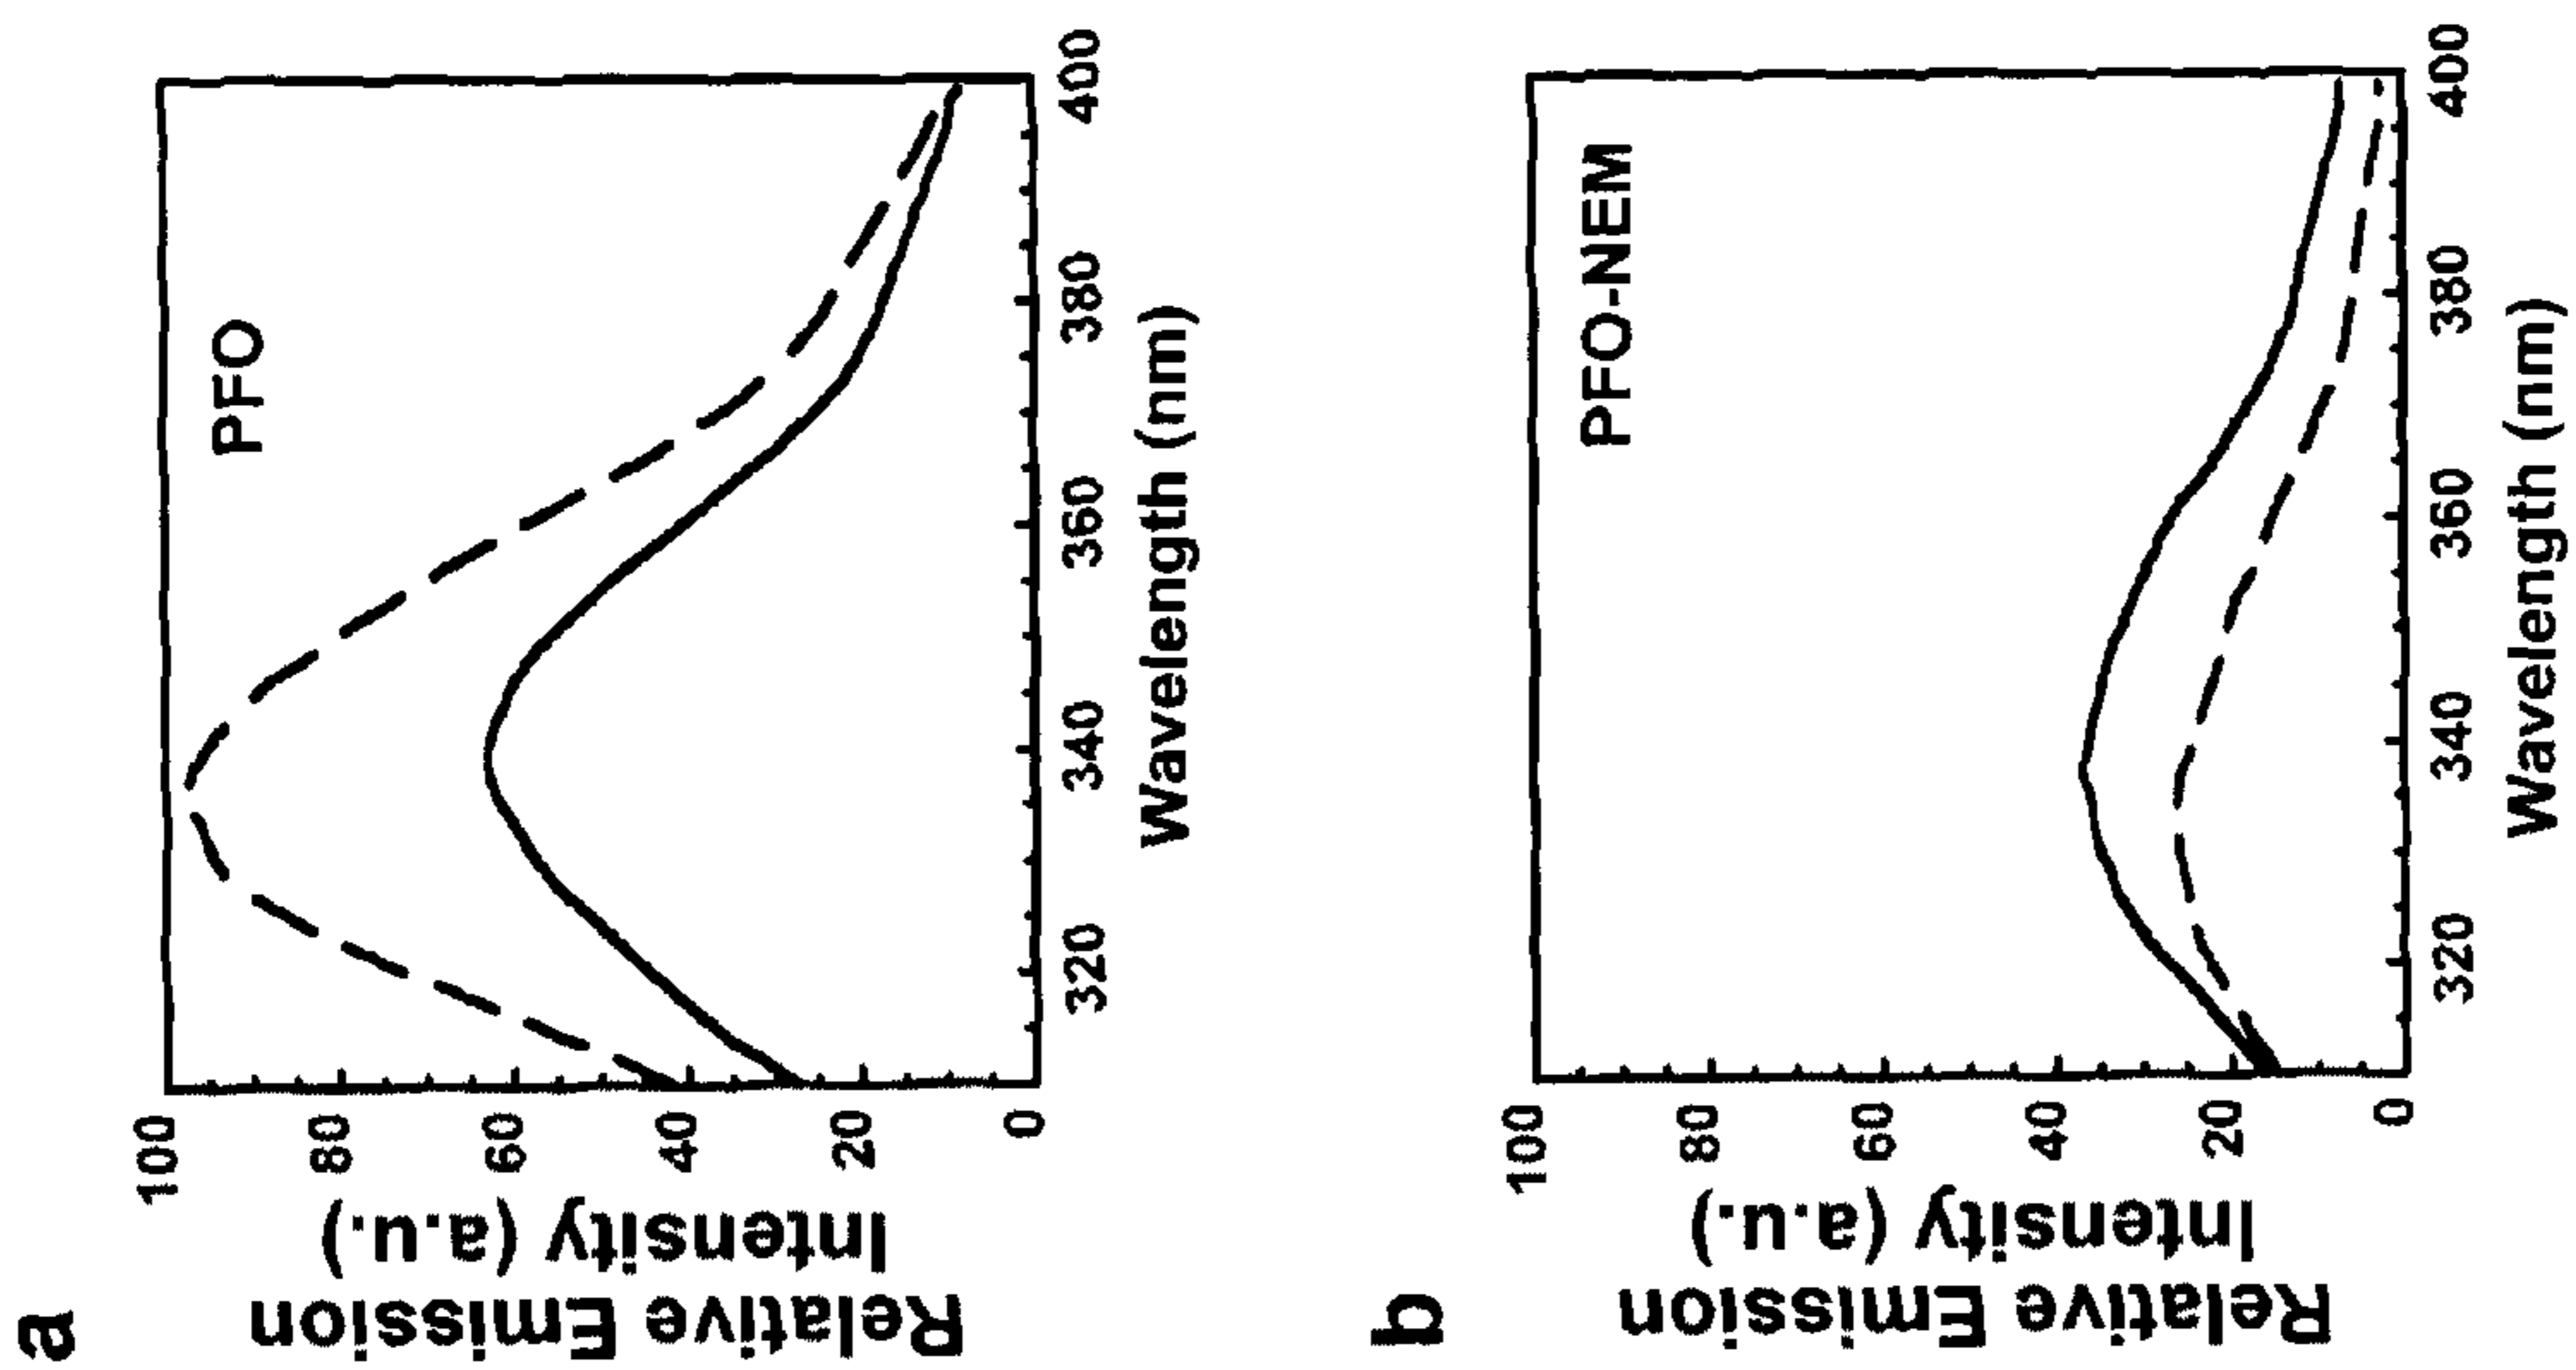 a
PFO
Relative Emission
Intensity (a.u.)
100
80
60
40
20
0
320
340
360
380
400
Wavelength (nm)
b
PFO-NEM
Relative Emission
Intensity (a.u.)
100
80
60
40
20
0
320
340
360
380
400
Wavelength (nm)